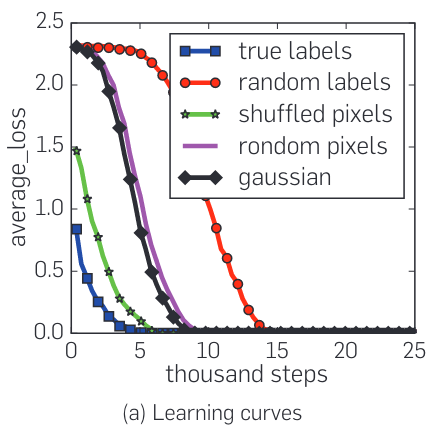 2.5
2.0
1.5
1.0
0.5
0.0
average_loss
true labels
random labels
shuffled pixels
rondom pixels
gaussian
0 5 10 15 20 25
thousand steps
(a) Learning curves